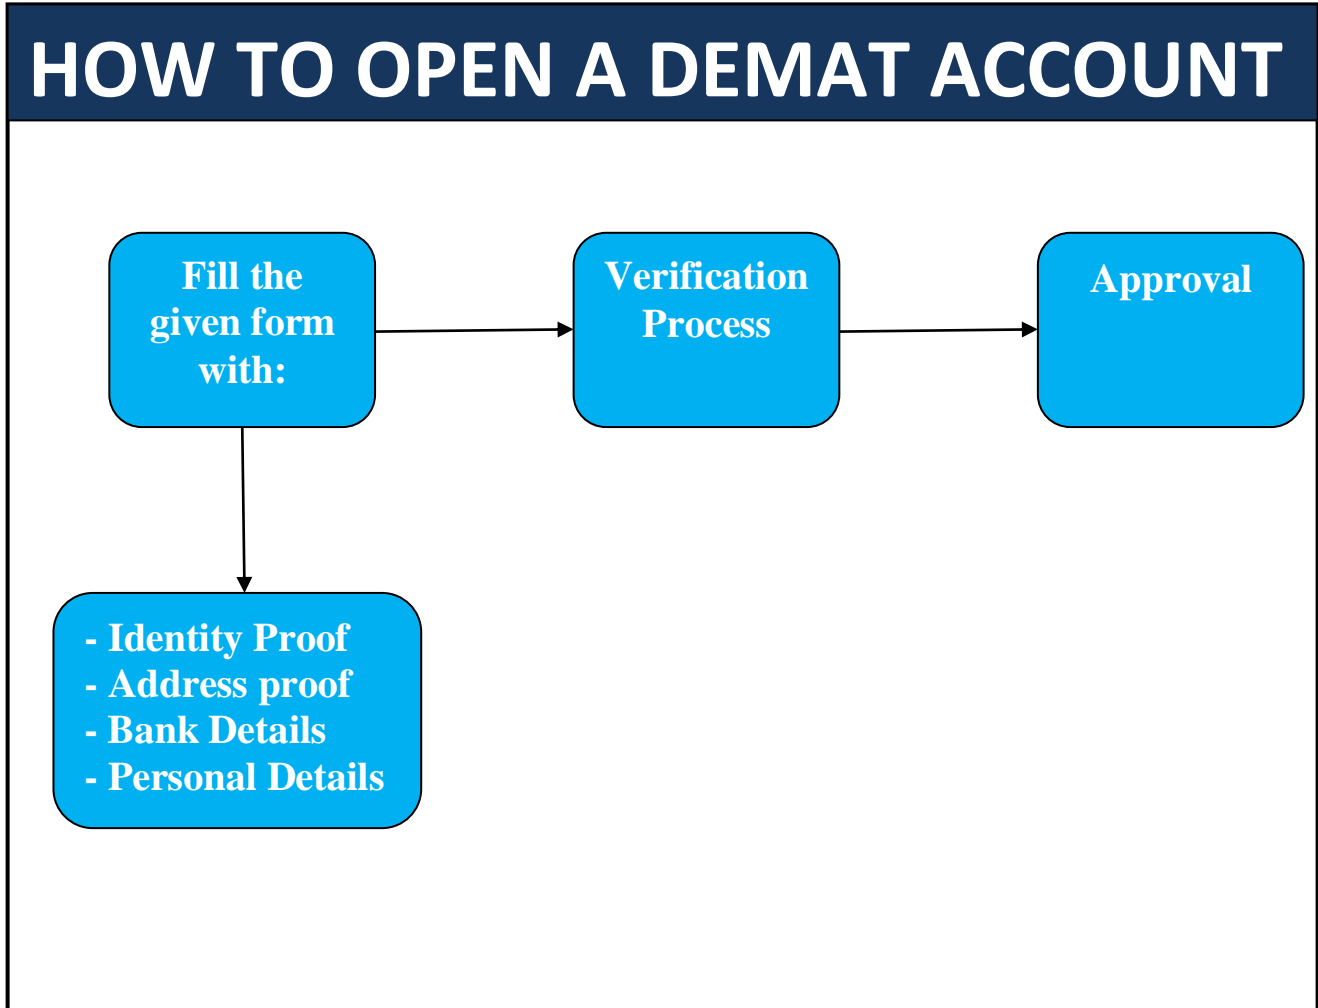 HOW TO OPEN A DEMAT ACCOUNT
Fill the
given form
with:
Verification
Process
Approval
- Identity Proof
- Address proof
- Bank Details
- Personal Details